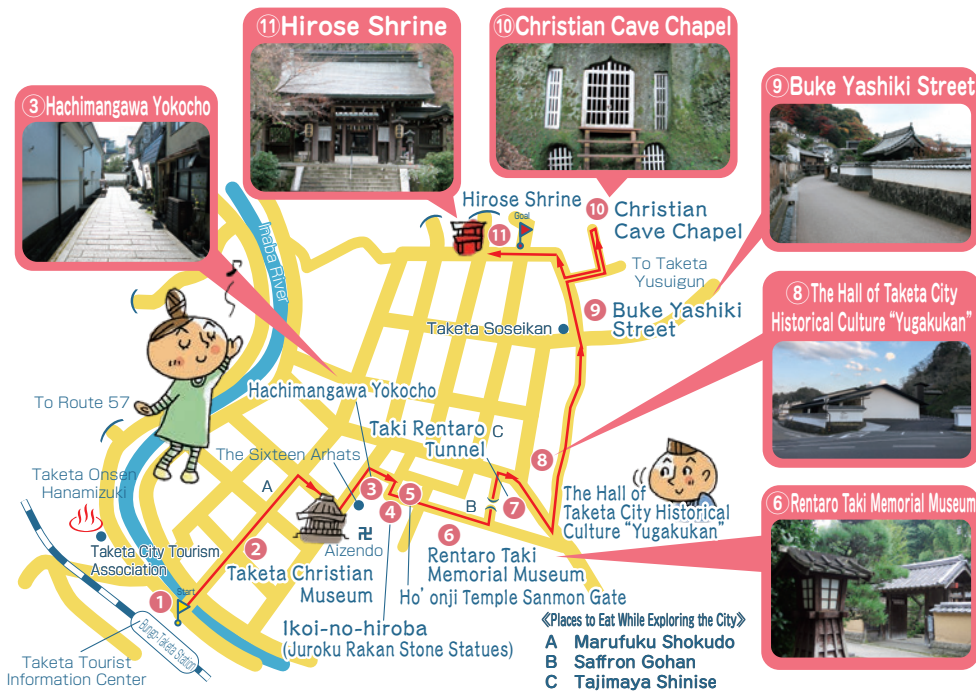 ⑪Hirose Shrine
⑩Christian Cave Chapel
⑨Buke Yashiki Street
③Hachimangawa Yokocho
Inaba River
Hirose Shrine
Goal
⑪
⑩ Christian
Cave Chapel
To Taketa
Yusuigun
⑨ Buke Yashiki
Street
Taketa Soseikan
⑧The Hall of Taketa City
Historical Culture “Yugakukan”
Hachimangawa Yokocho
To Route 57
Taki Rentaro
Tunnel
C
The Sixteen Arhats
A
⑧
Taketa Onsen
Hanamizuki
③
⑤
④
B
⑦
The Hall of
Taketa City Historical
Culture “Yugakukan”
⑥Rentaro Taki Memorial Museum
卍
Aizendo
②
⑥
Taketa City Tourism
Association
Taketa Christian
Museum
Rentaro Taki
Memorial Museum
Ho' onji Temple Sanmon Gate
Start
①
Ikoi-no-hiroba
(Juroku Rakan Stone Statues)
Bungo-Taketa Station
Taketa Tourist
Information Center
《Places to Eat While Exploring the City》
A Marufuku Shokudo
B Saffron Gohan
C Tajimaya Shinise